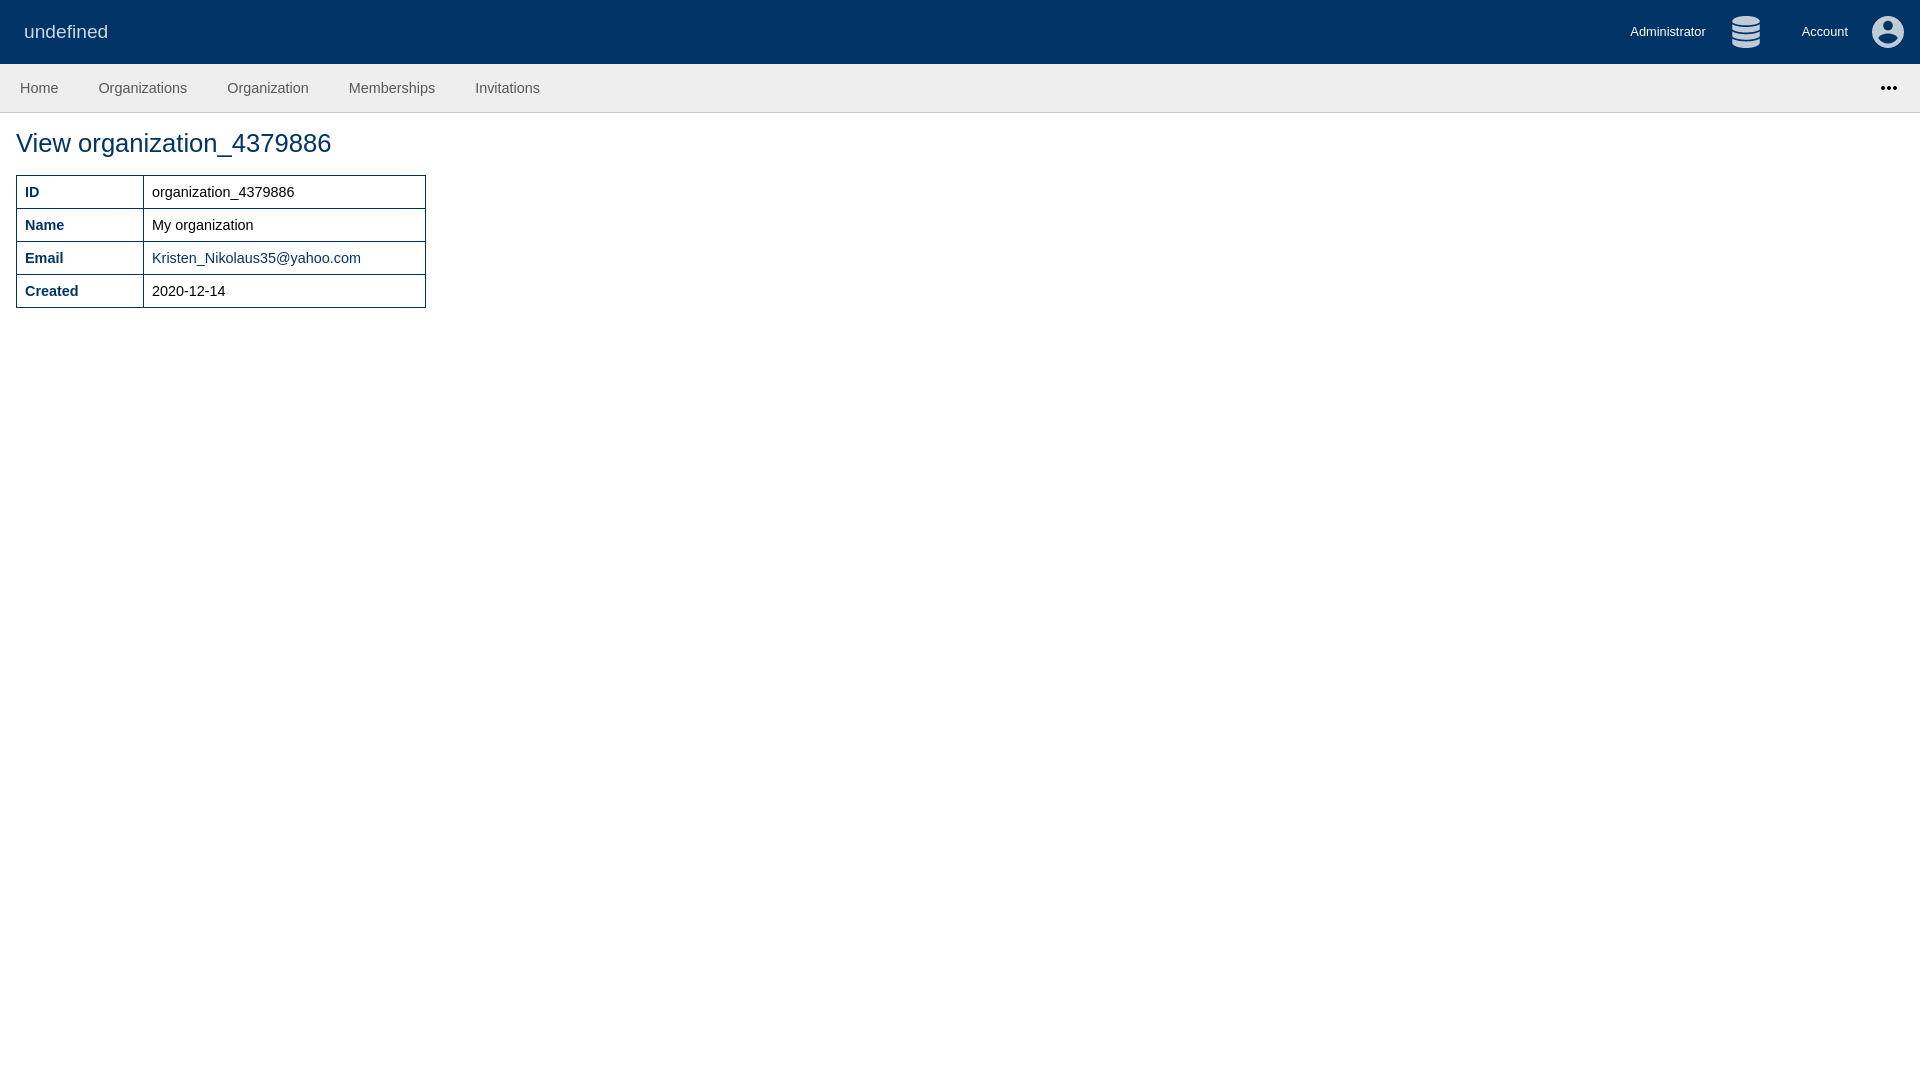 undefined
Administrator
Account
Home
Organizations
Organization
Memberships
Invitations
View organization_4379886
ID organization_4379886
Name My organization
Email Kristen_Nikolaus35@yahoo.com
Created 2020-12-14